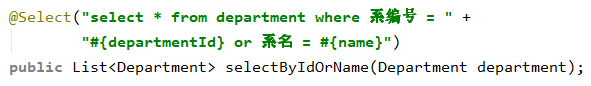 @Select("select * from department where 系编号 = " +
"#{departmentId} or 系名 = #{name}")
public List<Department> selectByIdOrName(Department department);